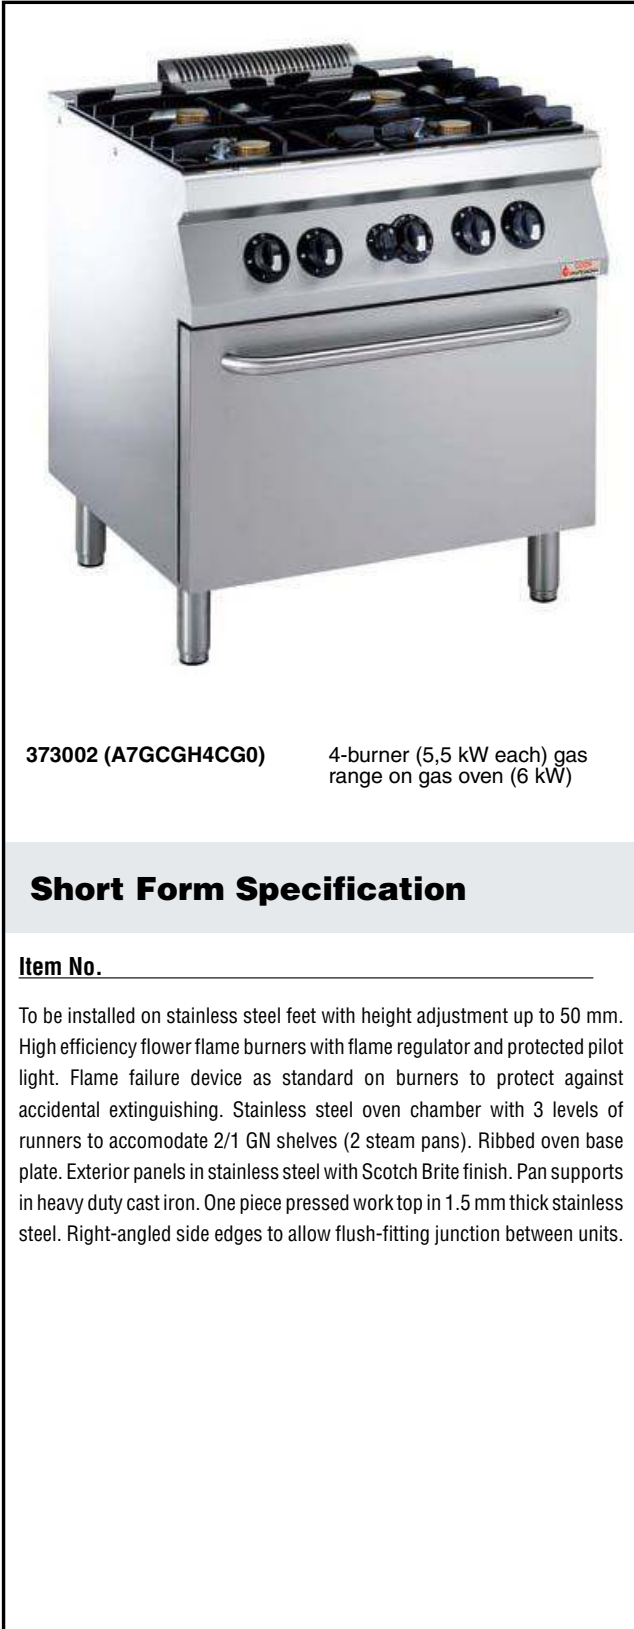 373002 (A7GCGH4CG0)
4-burner (5,5 kW each) gas
range on gas oven (6 kW)
Short Form Specification
Item No.
To be installed on stainless steel feet with height adjustment up to 50 mm.
High efficiency flower flame burners with flame regulator and protected pilot
light. Flame failure device as standard on burners to protect against
accidental extinguishing. Stainless steel oven chamber with 3 levels of
runners to accomodate 2/1 GN shelves (2 steam pans). Ribbed oven base
plate. Exterior panels in stainless steel with Scotch Brite finish. Pan supports
in heavy duty cast iron. One piece pressed work top in 1.5 mm thick stainless
steel. Right-angled side edges to allow flush-fitting junction between units.